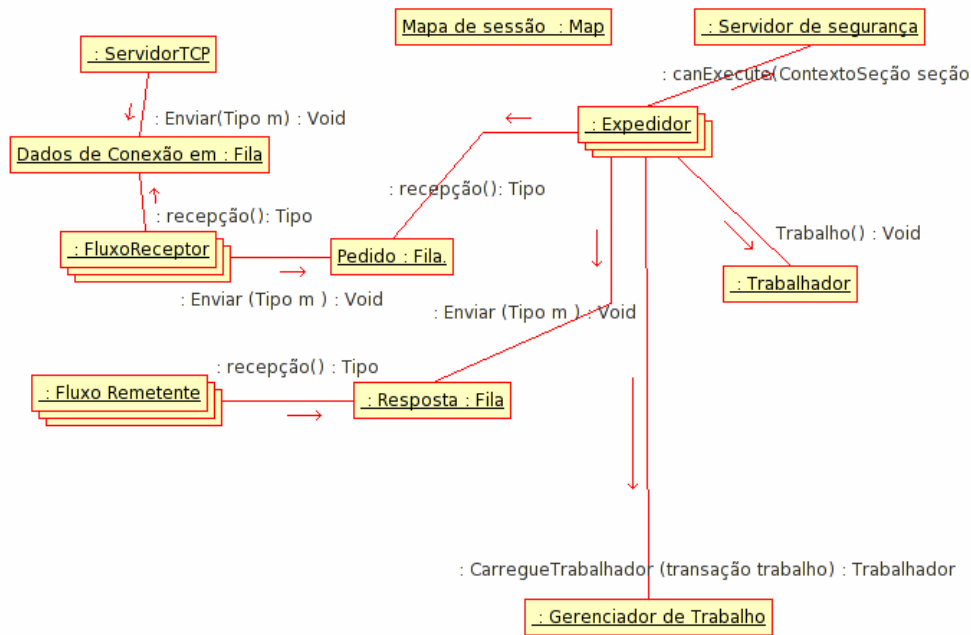 Mapa de sessão : Map
: Servidor de segurança
: ServidorTCP
: canExecute(ContextoSeção seção
: Enviar(Tipo m) : Void
: Expedidor
Dados de Conexão em : Fila
: recepção(): Tipo
: recepção(): Tipo
: FluxoReceptor
Pedido : Fila.
Trabalho() : Void
: Trabalhador
: Enviar (Tipo m ) : Void
: Enviar (Tipo m ) : Void
: recepção() : Tipo
: Fluxo Remetente
: Resposta : Fila
: CarregueTrabalhador (transação trabalho) : Trabalhador
: Gerenciador de Trabalho